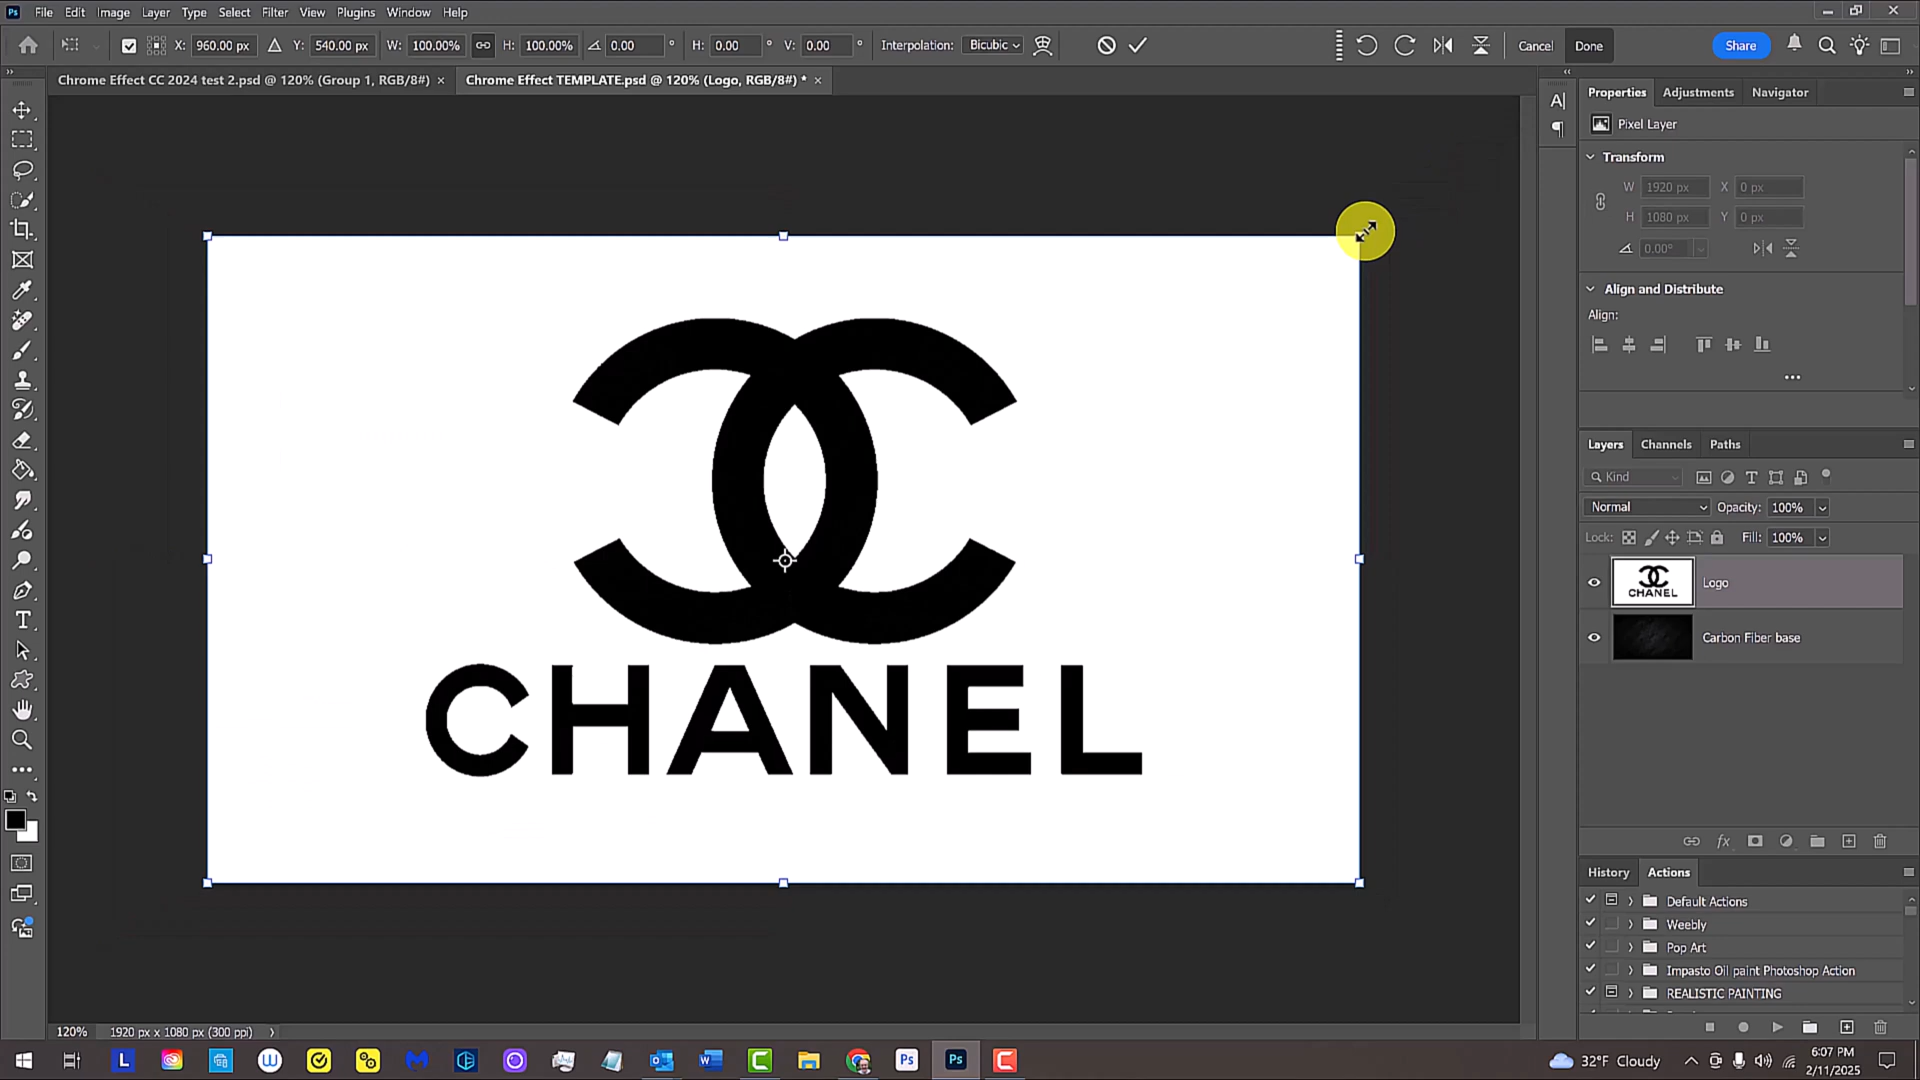 Ps File Edit Image Layer Type Select Filter View Plugins Window Help
X: 960.00 px Y: 540.00 px W: 100.00% H: 100.00% 0.00 ° H: 0.00 ° V: 0.00 ° Interpolation: Bicubic Cancel Done Share
Chrome Effect CC 2024 test 2.psd @ 120% (Group 1, RGB/8#) × Chrome Effect TEMPLATE.psd @ 120% (Logo, RGB/8#) * ×
Properties Adjustments Navigator
Pixel Layer
Transform
W 1920 px X 0 px
H 1080 px Y 0 px
0.00°
Align and Distribute
Align:
CHANEL
Layers Channels Paths
Kind
Normal Opacity: 100%
Lock: Fill: 100%
CHANEL Logo
Carbon Fiber base
History Actions
Default Actions
Weebly
Pop Art
Impasto Oil paint Photoshop Action
REALISTIC PAINTING
120% 1920 px x 1080 px (300 ppi)
32°F Cloudy 6:07 PM
2/11/2025